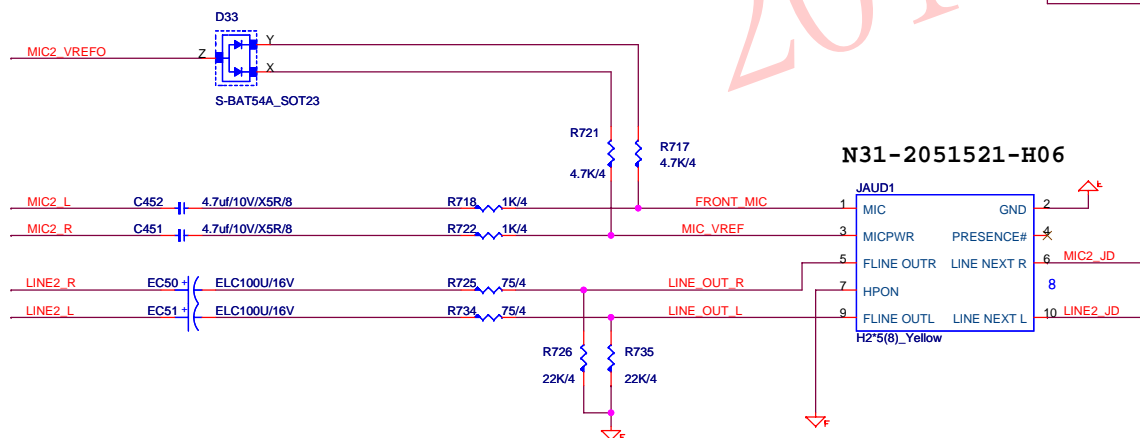 D33
MIC2_VREFO
Z
Y
X
S-BAT54A_SOT23
R721
4.7K/4
R717
4.7K/4
N31-2051521-H06
JAUD1
MIC2_L
C452
4.7uf/10V/X5R/8
R718
1K/4
FRONT_MIC
1
MIC
GND
2
MIC2_R
C451
4.7uf/10V/X5R/8
R722
1K/4
MIC_VREF
3
MICPWR
PRESENCE#
4
5
FLINE OUTR
LINE NEXT R
6
MIC2_JD
LINE2_R
EC50
+
ELC100U/16V
R725
75/4
LINE_OUT_R
7
HPON
8
LINE2_L
EC51
+
ELC100U/16V
R734
75/4
LINE_OUT_L
9
FLINE OUTL
LINE NEXT L
10
LINE2_JD
H2*5(8)_Yellow
R726
22K/4
R735
22K/4